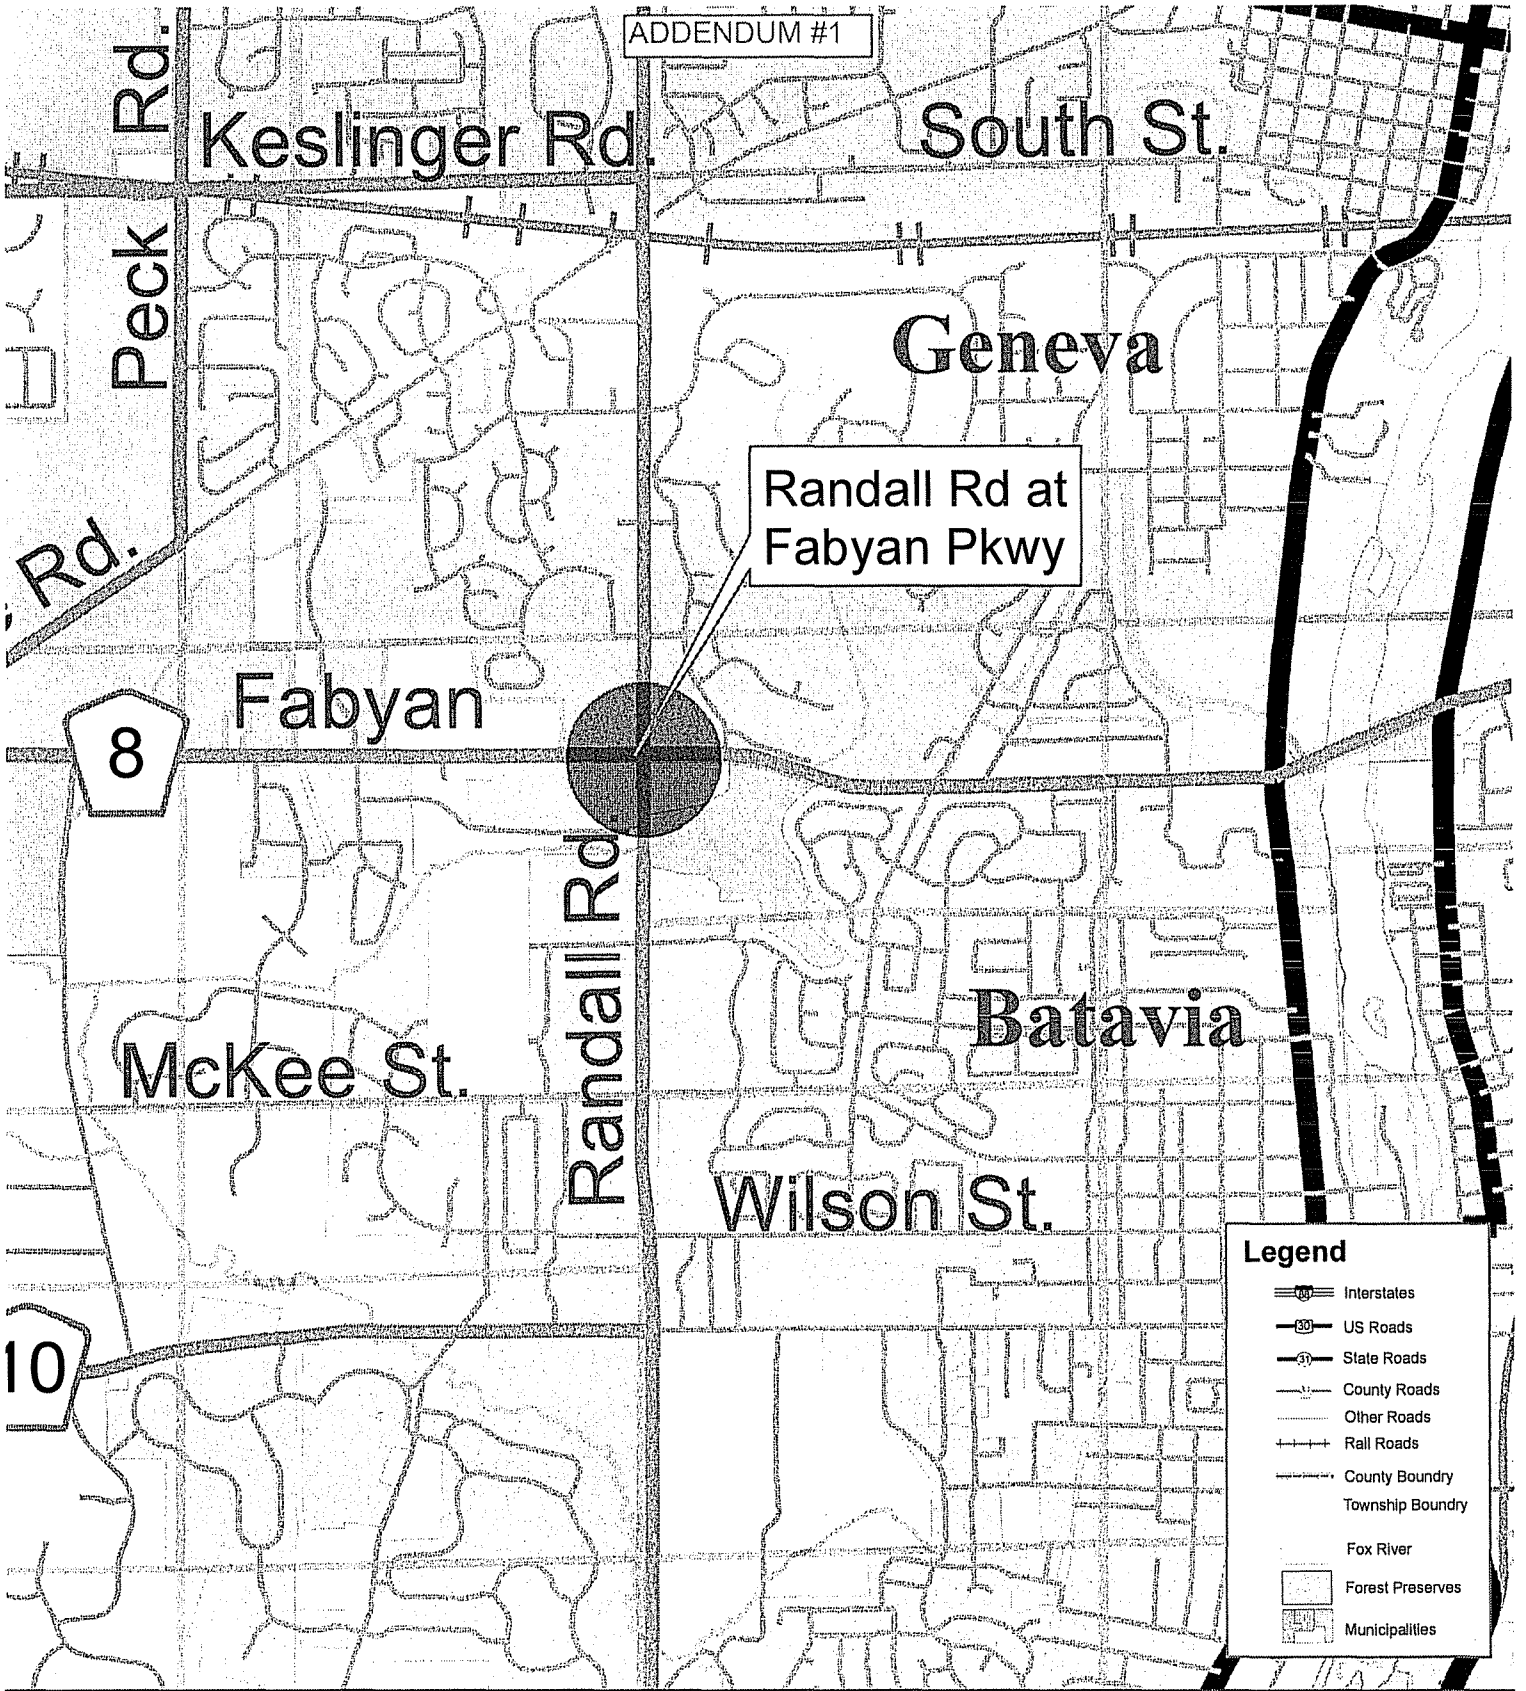 ADDENDUM #1
Peck Rd.
Keslinger Rd.
South St.
Geneva
Randall Rd at
Fabyan Pkwy
Rd.
Fabyan
8
Randall Rd
Batavia
McKee St.
Wilson St.
10
Legend
Interstates
30
US Roads
31
State Roads
County Roads
Other Roads
Rail Roads
County Boundry
Township Boundry
Fox River
Forest Preserves
Municipalities